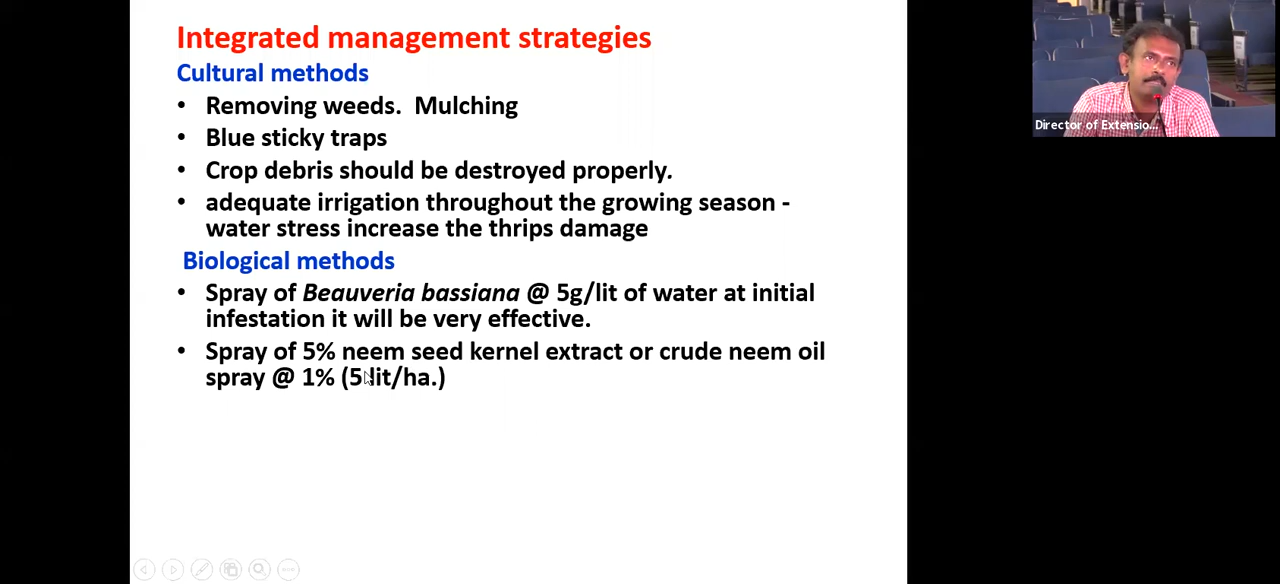 Integrated management strategies
Cultural methods
• Removing weeds. Mulching
• Blue sticky traps
• Crop debris should be destroyed properly.
• adequate irrigation throughout the growing season -
water stress increase the thrips damage
Biological methods
• Spray of Beauveria bassiana @ 5g/lit of water at initial
infestation it will be very effective.
• Spray of 5% neem seed kernel extract or crude neem oil
spray @ 1% (5 lit/ha.)
Director of Extensio...